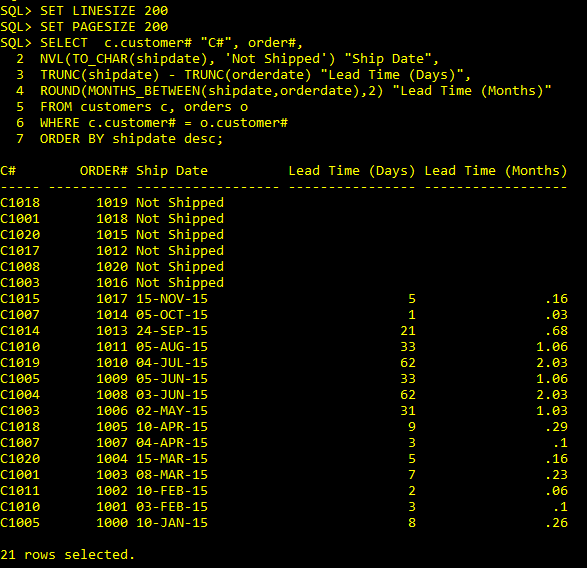 SQL> SET LINESIZE 200
SQL> SET PAGESIZE 200
SQL> SELECT  c.customer# "C#", order#,
  2  NVL(TO_CHAR(shipdate), 'Not Shipped') "Ship Date",
  3  TRUNC(shipdate) - TRUNC(orderdate) "Lead Time (Days)",
  4  ROUND(MONTHS_BETWEEN(shipdate,orderdate),2) "Lead Time (Months)"
  5  FROM customers c, orders o
  6  WHERE c.customer# = o.customer#
  7  ORDER BY shipdate desc;

C#        ORDER# Ship Date          Lead Time (Days) Lead Time (Months)
----- ---------- ------------------ ---------------- ------------------
C1018       1019 Not Shipped
C1001       1018 Not Shipped
C1020       1015 Not Shipped
C1017       1012 Not Shipped
C1008       1020 Not Shipped
C1003       1016 Not Shipped
C1015       1017 15-NOV-15                         5                .16
C1007       1014 05-OCT-15                         1                .03
C1014       1013 24-SEP-15                        21                .68
C1010       1011 05-AUG-15                        33               1.06
C1019       1010 04-JUL-15                        62               2.03
C1005       1009 05-JUN-15                        33               1.06
C1004       1008 03-JUN-15                        62               2.03
C1003       1006 02-MAY-15                        31               1.03
C1018       1005 10-APR-15                         9                .29
C1007       1007 04-APR-15                         3                 .1
C1020       1004 15-MAR-15                         5                .16
C1001       1003 08-MAR-15                         7                .23
C1011       1002 10-FEB-15                         2                .06
C1010       1001 03-FEB-15                         3                 .1
C1005       1000 10-JAN-15                         8                .26

21 rows selected.